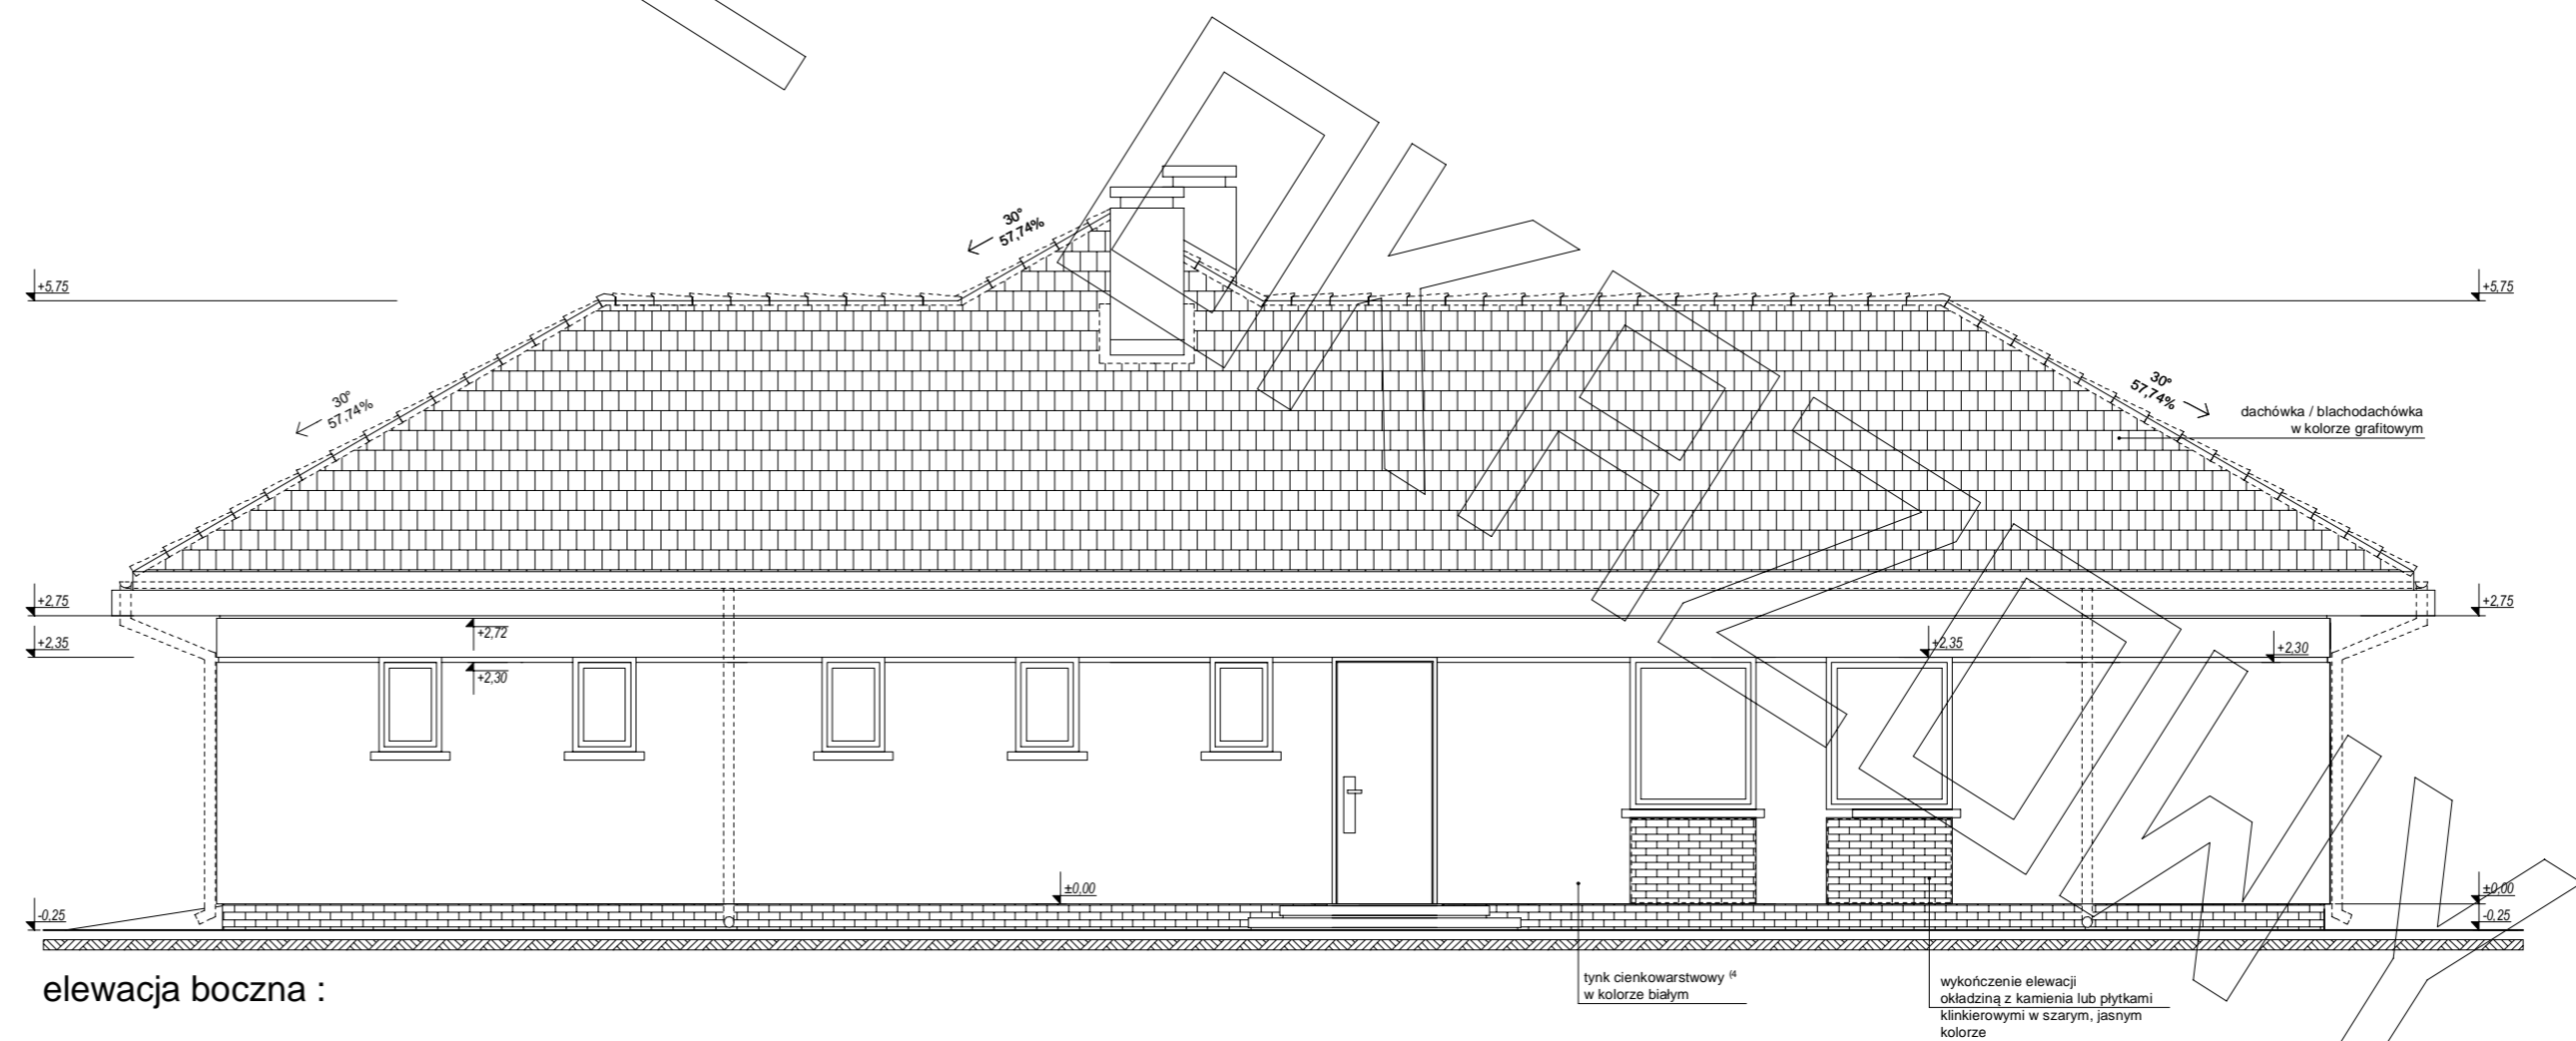 30°
57,74%
+5,75
+5,75
30°
57,74%
30°
57,74%
dachówka / blachodachówka
w kolorze grafitowym
+2,75
+2,75
+2,72
+2,35
+2,35
+2,30
+2,30
±0,00
±0,00
-0,25
-0,25
elewacja boczna :
tynk cienkowarstwowy (4
w kolorze białym
wykończenie elewacji
okładziną z kamienia lub płytkami
klinkierowymi w szarym, jasnym
kolorze